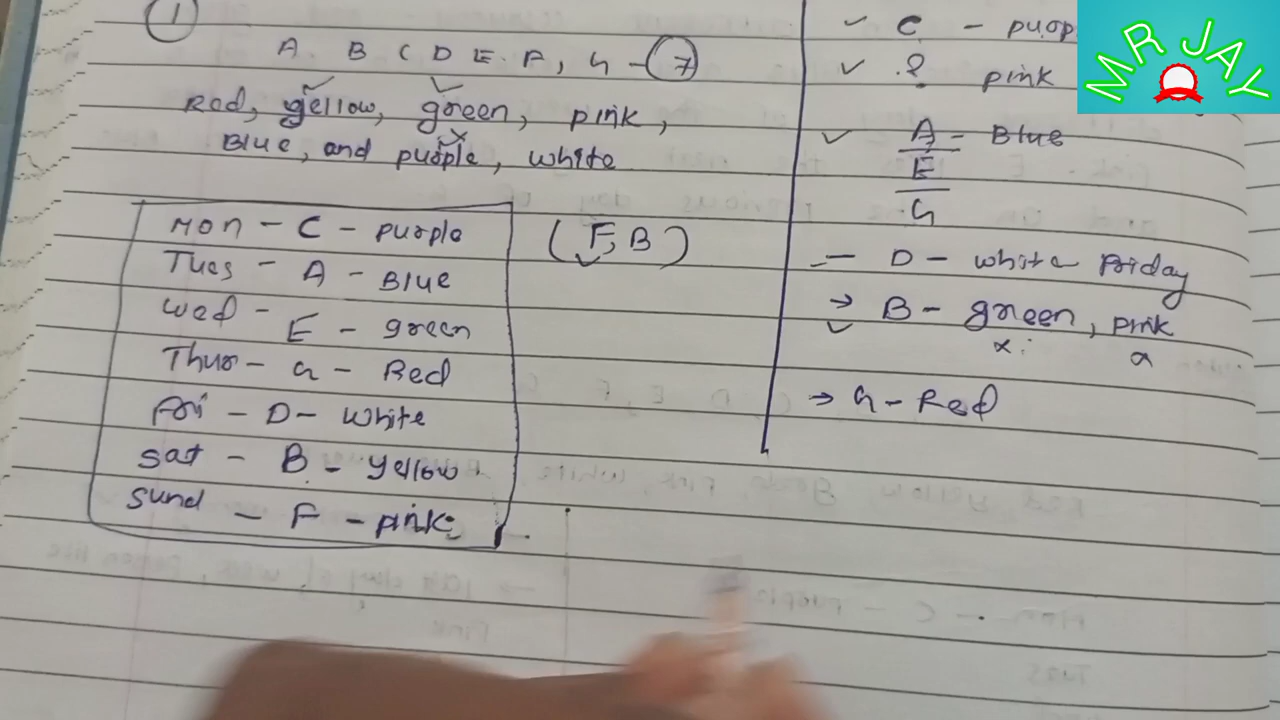 1
A B C D E F, G - 7
Red, yellow, green, pink,
Blue, and purple, white
Mon - C - purple
Tues - A - Blue
Wed - E - green
Thur - G - Red
Fri - D - White
Sat - B - yellow
Sund - F - pink
(F, B)
C - purp
? pink
A - Blue
E
G
- D - white Friday
→ B - green, pink
x x
→ G - Red
MR JAY